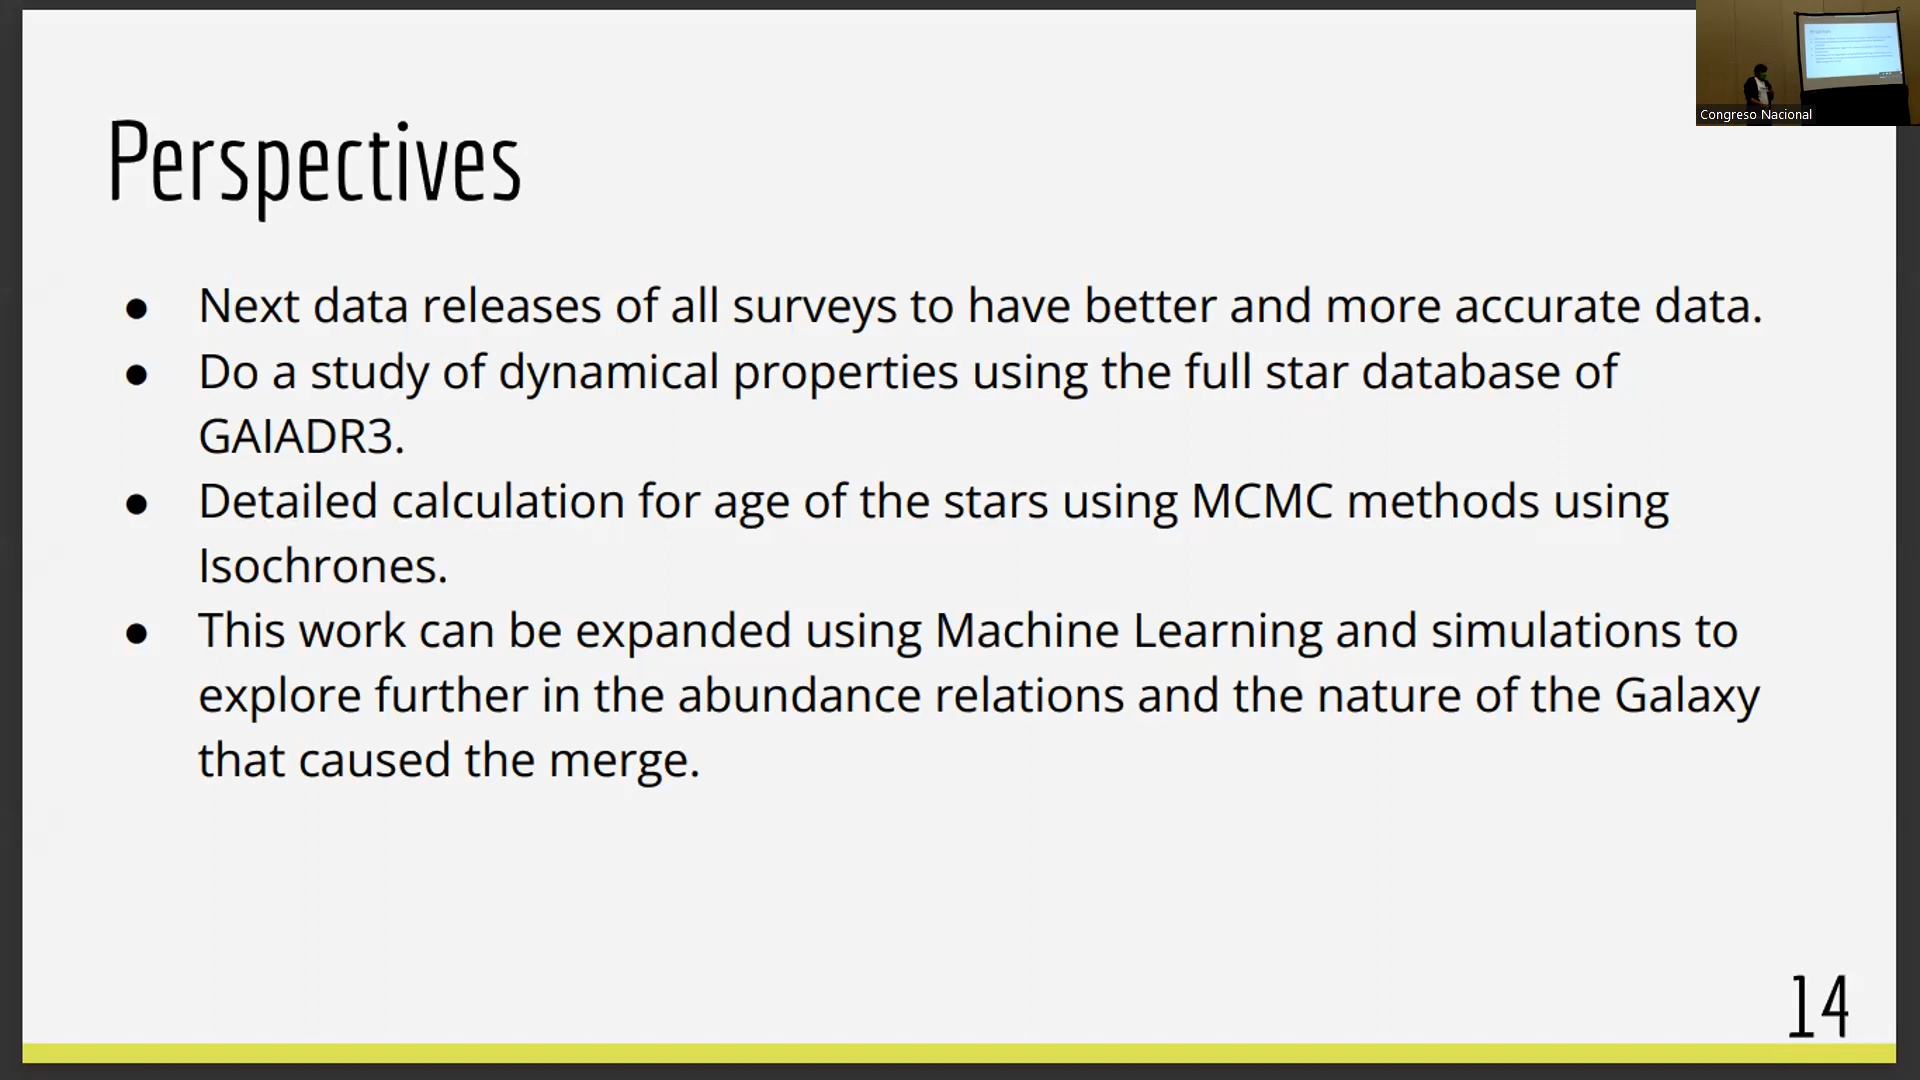 Perspectives
● Next data releases of all surveys to have better and more accurate data.
● Do a study of dynamical properties using the full star database of
GAIADR3.
● Detailed calculation for age of the stars using MCMC methods using
Isochrones.
● This work can be expanded using Machine Learning and simulations to
explore further in the abundance relations and the nature of the Galaxy
that caused the merge.
14
Congreso Nacional